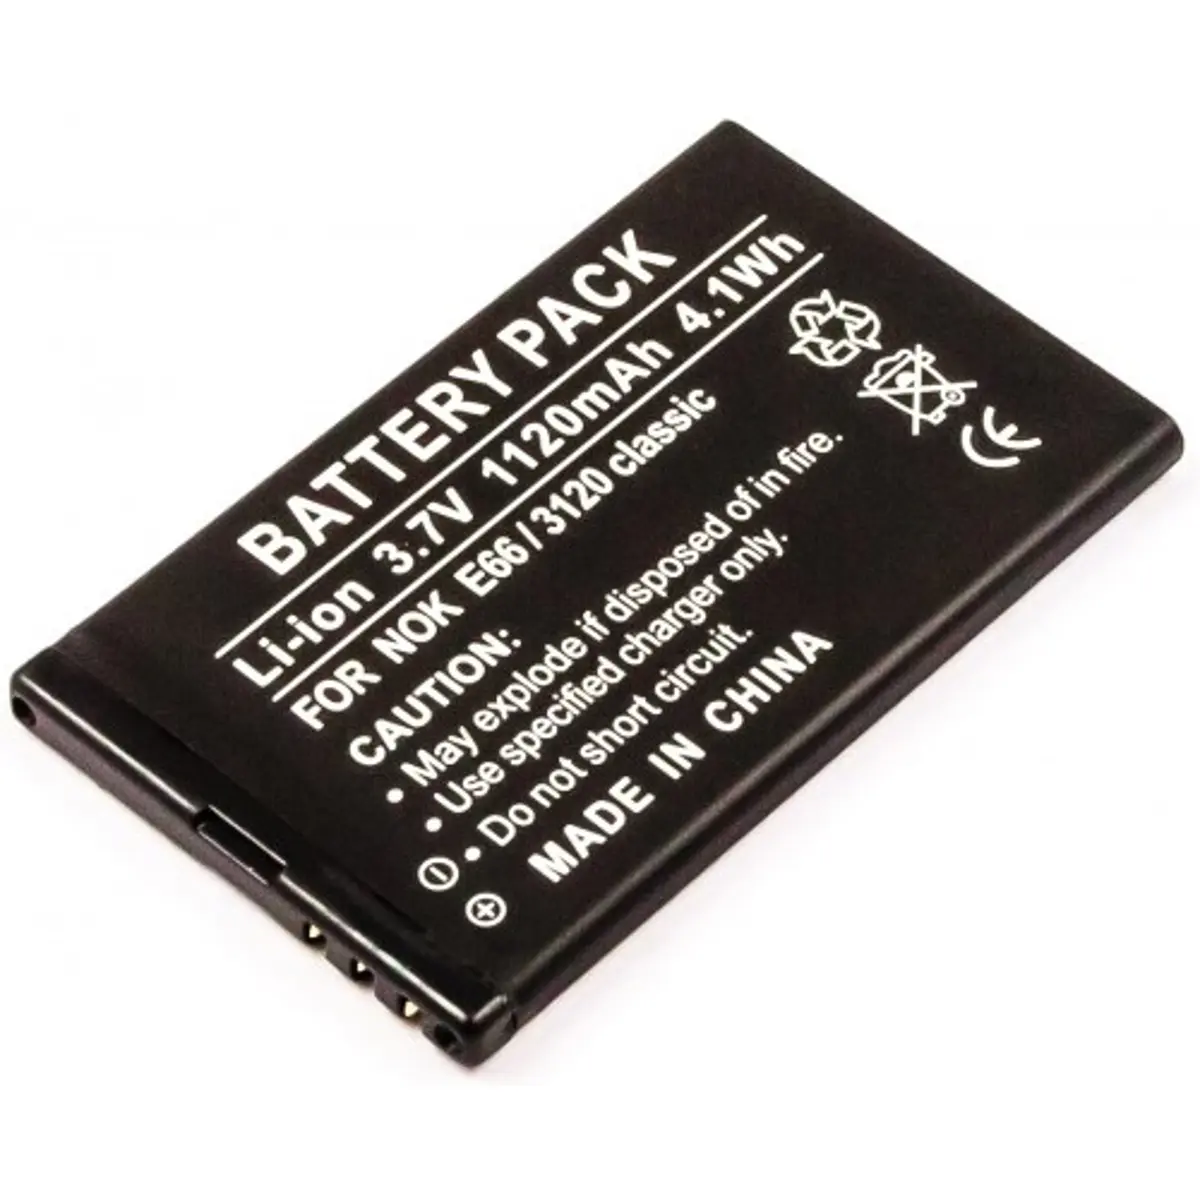 BATTERY PACK
Li-ion 3.7V 1120mAh 4.1Wh
FOR NOK E66 / 3120 classic
CAUTION:
• May explode if disposed of in fire.
• Use specified charger only.
• Do not short circuit.
MADE IN CHINA
CE